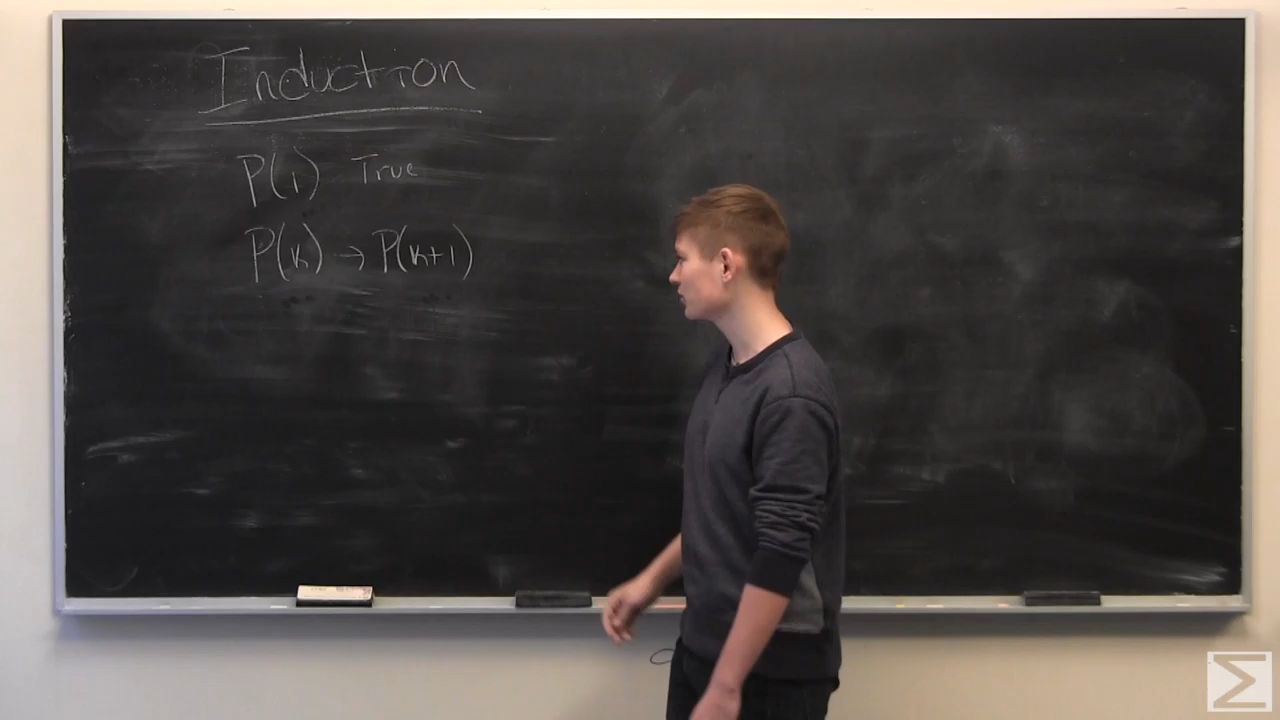 Induction
P(1) True
P(k) → P(k+1)
Σ